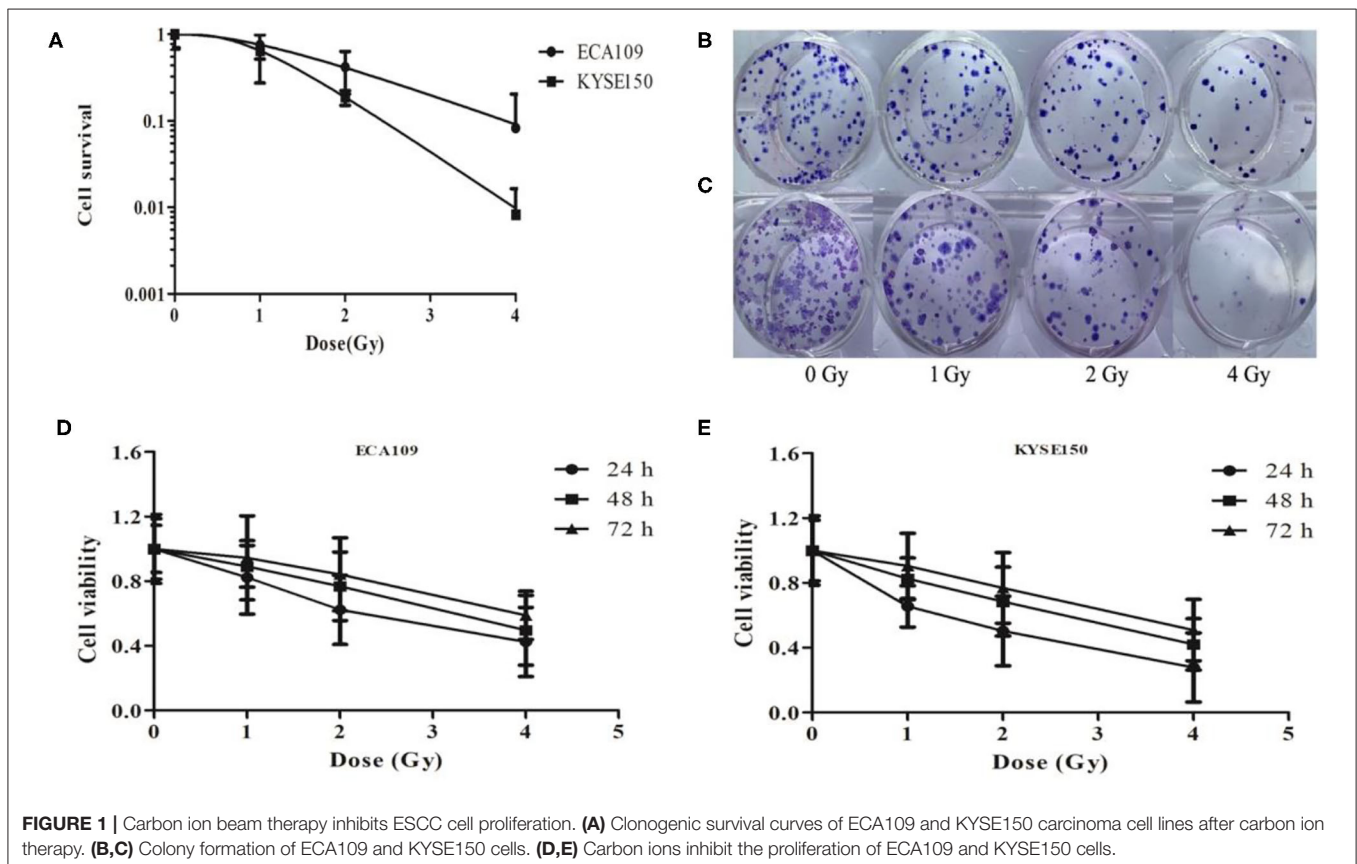 A
1
0.1
0.01
0.001
Cell survival
0
1
2
3
4
Dose(Gy)
ECA109
KYSE150
B
C
0 Gy
1 Gy
2 Gy
4 Gy
D
ECA109
1.6
1.2
0.8
0.4
0.0
Cell viability
0
1
2
3
4
5
Dose (Gy)
24 h
48 h
72 h
E
KYSE150
1.6
1.2
0.8
0.4
0.0
Cell viability
0
1
2
3
4
5
Dose (Gy)
24 h
48 h
72 h
FIGURE 1 | Carbon ion beam therapy inhibits ESCC cell proliferation. (A) Clonogenic survival curves of ECA109 and KYSE150 carcinoma cell lines after carbon ion
therapy. (B,C) Colony formation of ECA109 and KYSE150 cells. (D,E) Carbon ions inhibit the proliferation of ECA109 and KYSE150 cells.